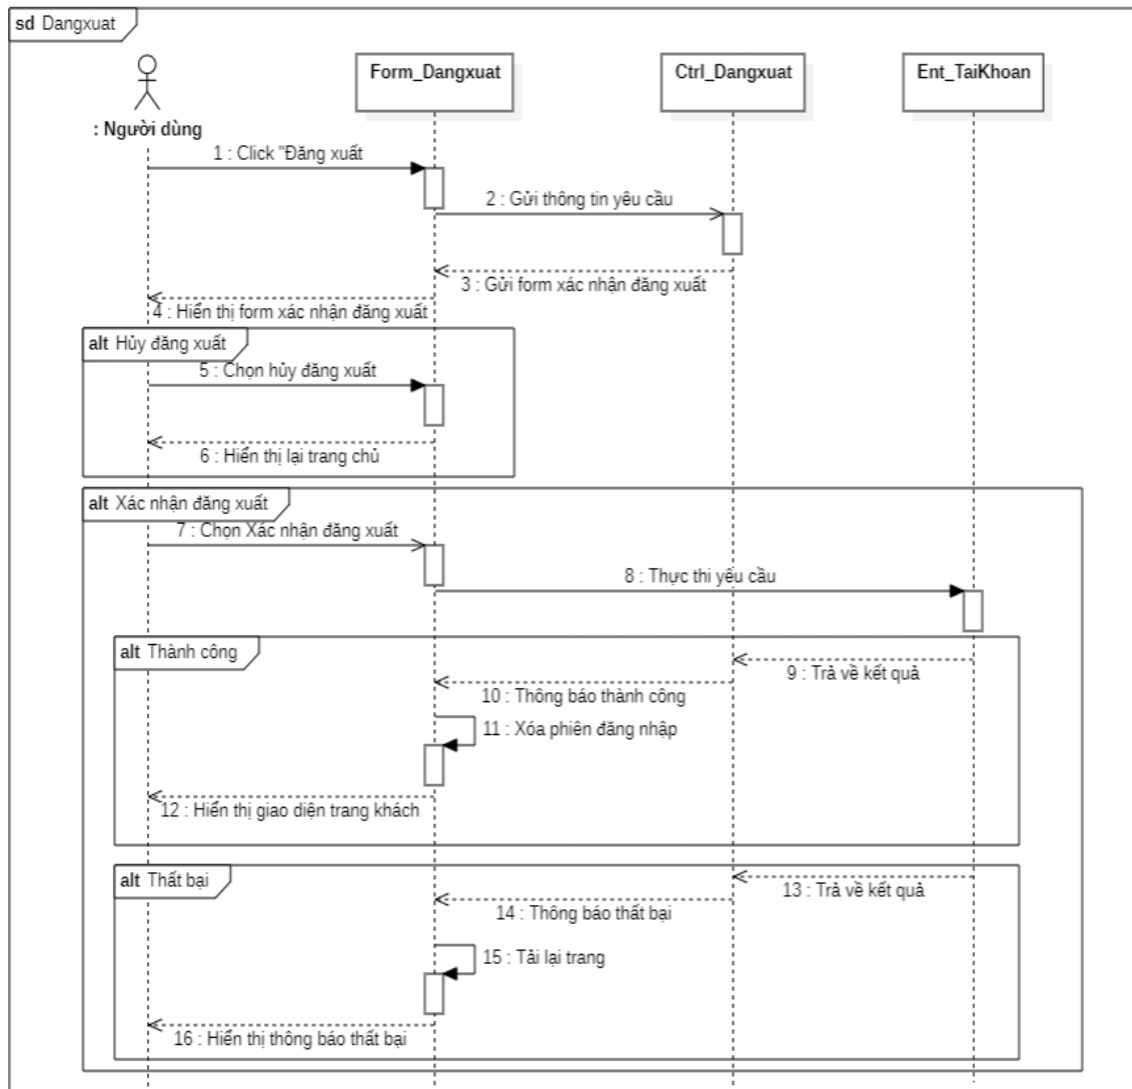 sd Dangxuat
Form_Dangxuat
Ctrl_Dangxuat
Ent_TaiKhoan
: Người dùng
1 : Click "Đăng xuất
2 : Gửi thông tin yêu cầu
3 : Gửi form xác nhận đăng xuất
4 : Hiển thị form xác nhận đăng xuất
alt Hủy đăng xuất
5 : Chọn hủy đăng xuất
6 : Hiển thị lại trang chủ
alt Xác nhận đăng xuất
7 : Chọn Xác nhận đăng xuất
8 : Thực thi yêu cầu
alt Thành công
9 : Trả về kết quả
10 : Thông báo thành công
11 : Xóa phiên đăng nhập
12 : Hiển thị giao diện trang khách
alt Thất bại
13 : Trả về kết quả
14 : Thông báo thất bại
15 : Tải lại trang
16 : Hiển thị thông báo thất bại